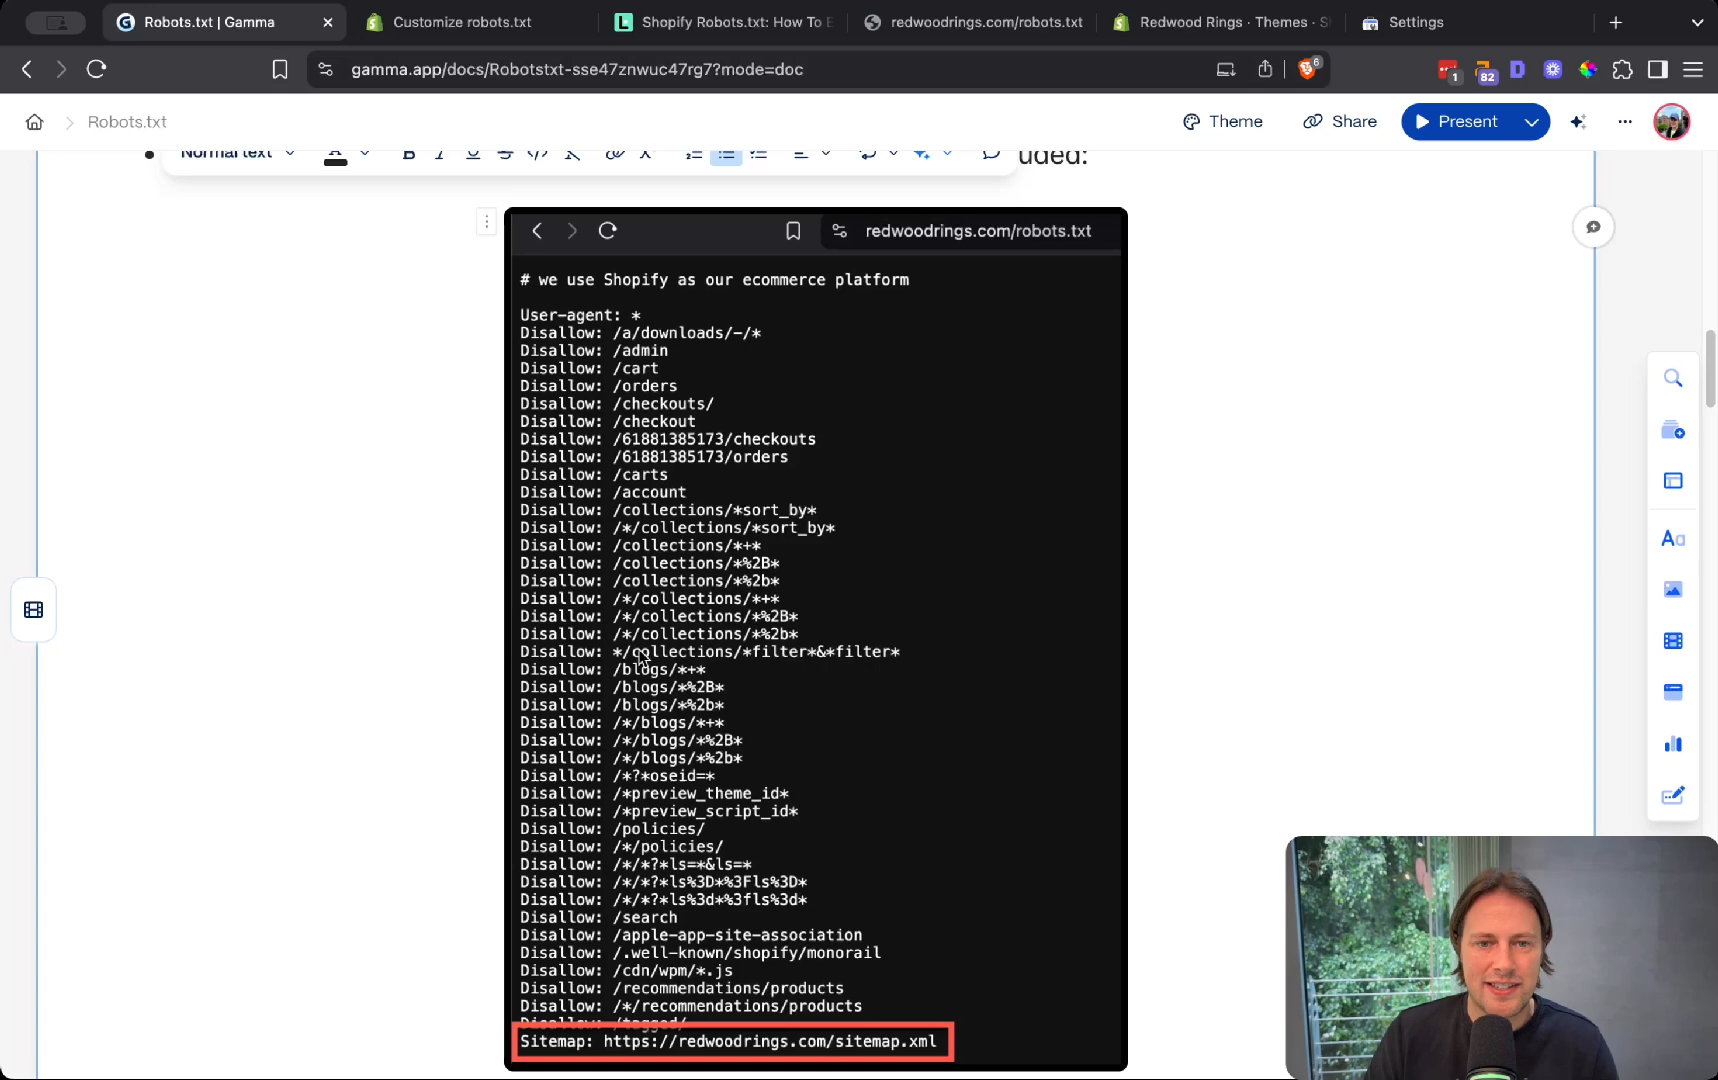 Robots.txt | Gamma
Customize robots.txt
Shopify Robots.txt: How To E
redwoodrings.com/robots.txt
Redwood Rings · Themes · S
Settings
gamma.app/docs/Robotstxt-sse47znwuc47rg7?mode=doc
6
1
82
Robots.txt
Theme
Share
Present
Normal text
uded:
redwoodrings.com/robots.txt
# we use Shopify as our ecommerce platform
User-agent: *
Disallow: /a/downloads/-/*
Disallow: /admin
Disallow: /cart
Disallow: /orders
Disallow: /checkouts/
Disallow: /checkout
Disallow: /61881385173/checkouts
Disallow: /61881385173/orders
Disallow: /carts
Disallow: /account
Disallow: /collections/*sort_by*
Disallow: /*/collections/*sort_by*
Disallow: /collections/*+*
Disallow: /collections/*%2B*
Disallow: /collections/*%2b*
Disallow: /*/collections/*+*
Disallow: /*/collections/*%2B*
Disallow: /*/collections/*%2b*
Disallow: */collections/*filter*&*filter*
Disallow: /blogs/*+*
Disallow: /blogs/*%2B*
Disallow: /blogs/*%2b*
Disallow: /*/blogs/*+*
Disallow: /*/blogs/*%2B*
Disallow: /*/blogs/*%2b*
Disallow: /*?*oseid=*
Disallow: /*preview_theme_id*
Disallow: /*preview_script_id*
Disallow: /policies/
Disallow: /*/policies/
Disallow: /*/*?*ls=*&ls=*
Disallow: /*/*?*ls%3D*%3Fls%3D*
Disallow: /*/*?*ls%3d*%3fls%3d*
Disallow: /search
Disallow: /apple-app-site-association
Disallow: /.well-known/shopify/monorail
Disallow: /cdn/wpm/*.js
Disallow: /recommendations/products
Disallow: /*/recommendations/products
Sitemap: https://redwoodrings.com/sitemap.xml
Aa